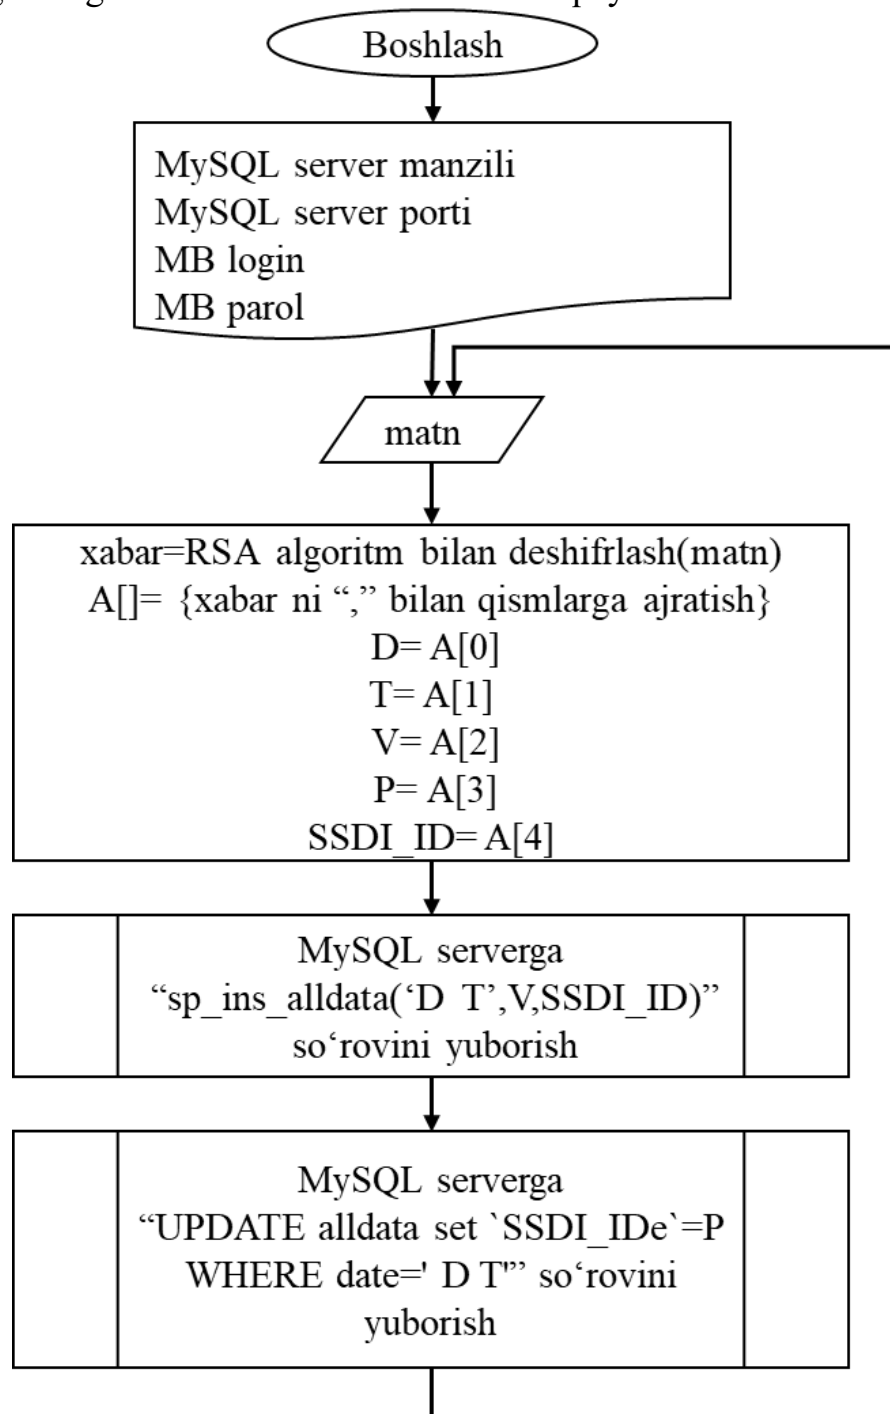 Boshlash
MySQL server manzili
MySQL server porti
MB login
MB parol
matn
xabar=RSA algoritm bilan deshifrlash(matn)
A[]= {xabar ni “,” bilan qismlarga ajratish}
D= A[0]
T= A[1]
V= A[2]
P= A[3]
SSDI_ID= A[4]
MySQL serverga
“sp_ins_alldata(‘D T’,V,SSDI_ID)”
so‘rovini yuborish
MySQL serverga
“UPDATE alldata set `SSDI_IDe`=P
WHERE date=' D T'” so‘rovini
yuborish